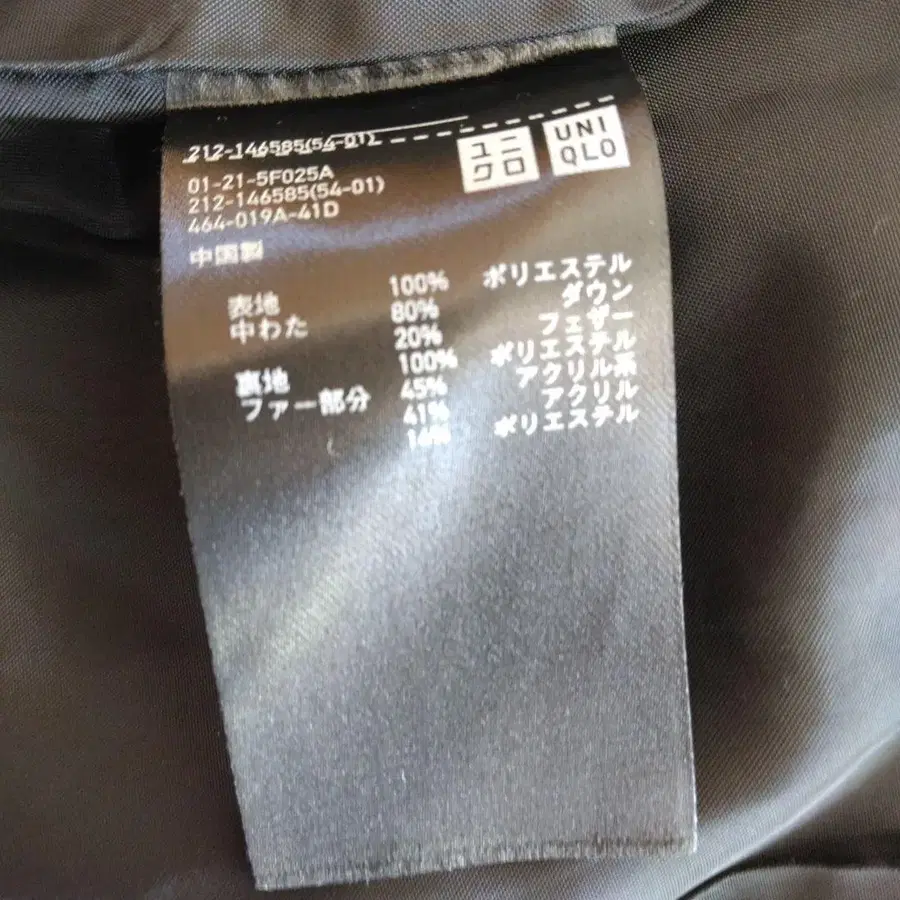 212-146585(54-01)
ユニ
クロ
UNI
QLO
01-21-5F025A
212-146585(54-01)
464-019A-41D
中国製
表地 100% ポリエステル
中わた 80% ダウン
20% フェザー
裏地 100% ポリエステル
ファー部分 45% アクリル系
41% アクリル
14% ポリエステル